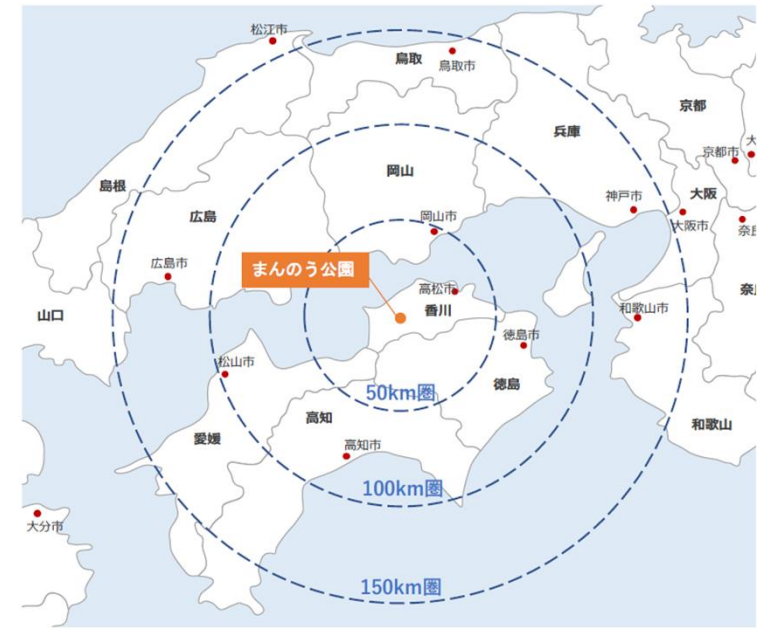 松江市
鳥取
鳥取市
京都
兵庫
京都市
大
岡山
島根
大阪
神戸市
広島
岡山市
大阪市
奈良
広島市
まんのう公園
高松市
奈良
香川
和歌山市
山口
徳島市
松山市
徳島
50km圏
高知
和歌山
愛媛
高知市
100km圏
大分市
150km圏